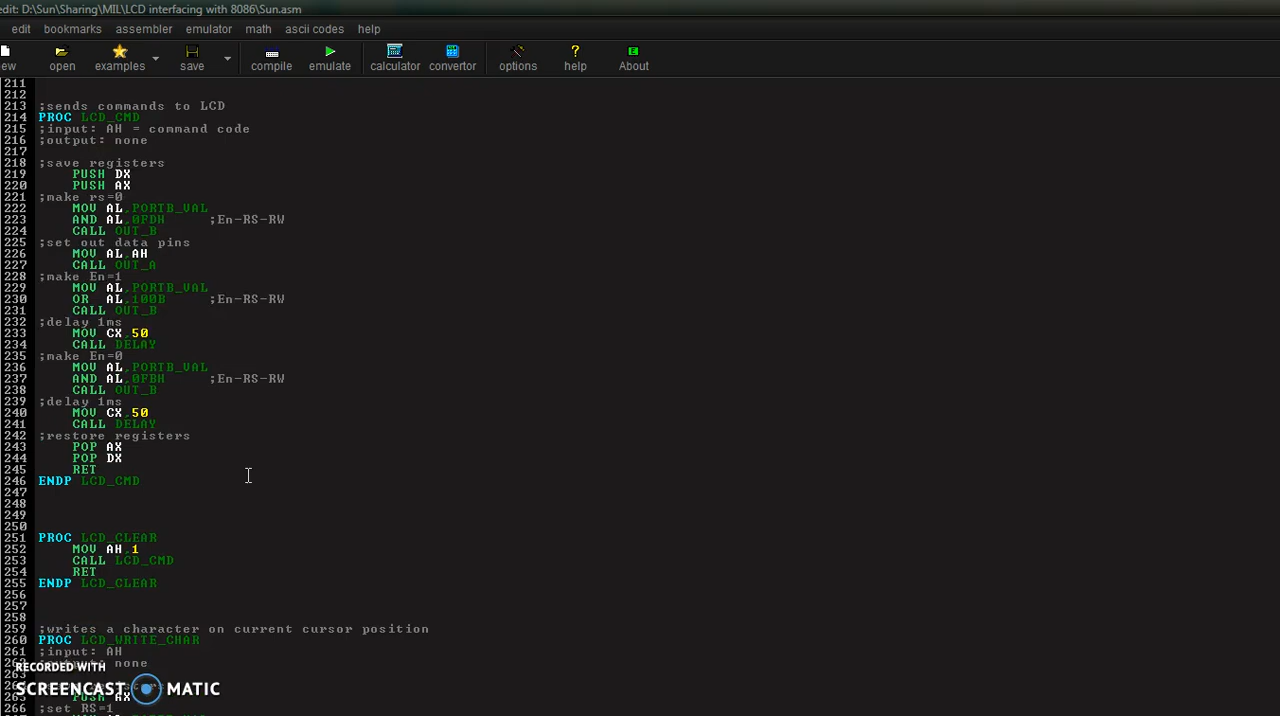 edit: D:\Sun\Sharing\MIL\LCD interfacing with 8086\Sun.asm
edit bookmarks assembler emulator math ascii codes help
ew open examples save compile emulate calculator convertor options help About
211
212
213 ;sends commands to LCD
214 PROC LCD_CMD
215 ;input: AH = command code
216 ;output: none
217
218 ;save registers
219 PUSH DX
220 PUSH AX
221 ;make rs=0
222 MOV AL,PORTB_VAL
223 AND AL,0FDH ;En-RS-RW
224 CALL OUT_B
225 ;set out data pins
226 MOV AL,AH
227 CALL OUT_A
228 ;make En=1
229 MOV AL,PORTB_VAL
230 OR AL,100B ;En-RS-RW
231 CALL OUT_B
232 ;delay 1ms
233 MOV CX,50
234 CALL DELAY
235 ;make En=0
236 MOV AL,PORTB_VAL
237 AND AL,0FBH ;En-RS-RW
238 CALL OUT_B
239 ;delay 1ms
240 MOV CX,50
241 CALL DELAY
242 ;restore registers
243 POP AX
244 POP DX
245 RET
246 ENDP LCD_CMD
247
248
249
250
251 PROC LCD_CLEAR
252 MOV AH,1
253 CALL LCD_CMD
254 RET
255 ENDP LCD_CLEAR
256
257
258
259 ;writes a character on current cursor position
260 PROC LCD_WRITE_CHAR
261 ;input: AH
none
RECORDED WITH
SCREENCAST MATIC
265 PUSH AX
266 ;set RS=1